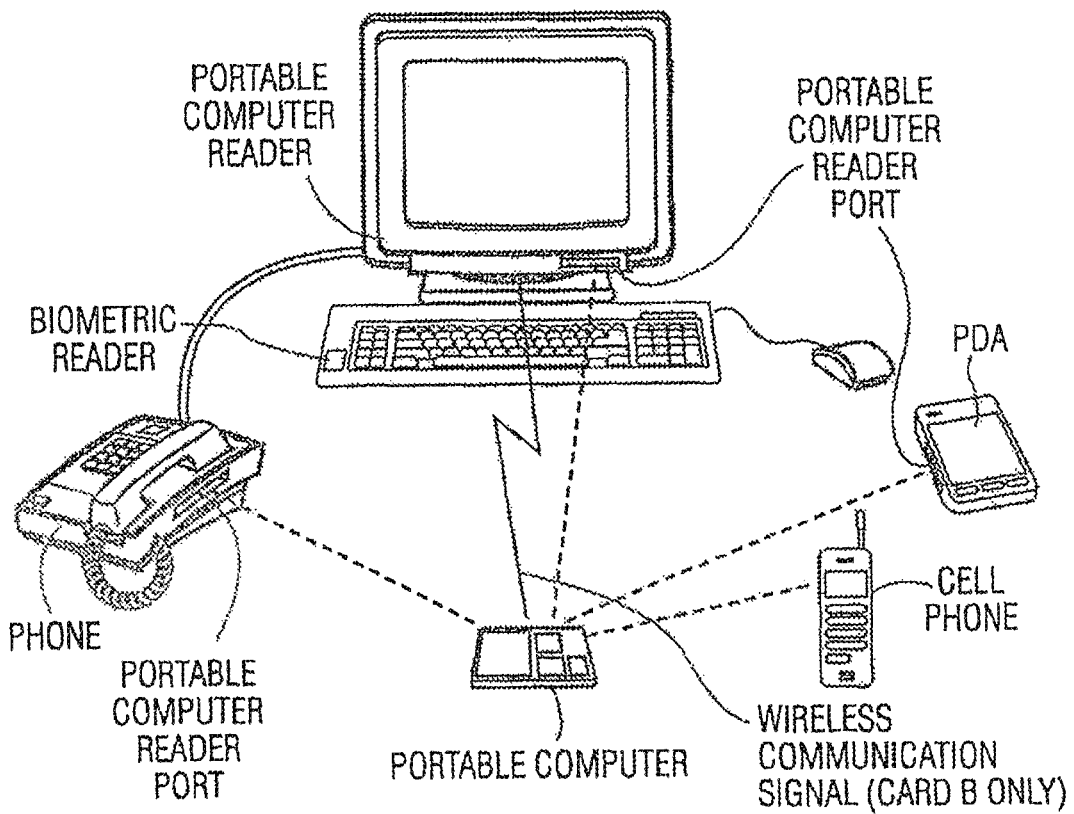 PORTABLE
COMPUTER
READER
PORTABLE
COMPUTER
READER
PORT
BIOMETRIC
READER
PDA
CELL
PHONE
PHONE
PORTABLE
COMPUTER
READER
PORT
PORTABLE COMPUTER
WIRELESS
COMMUNICATION
SIGNAL (CARD B ONLY)